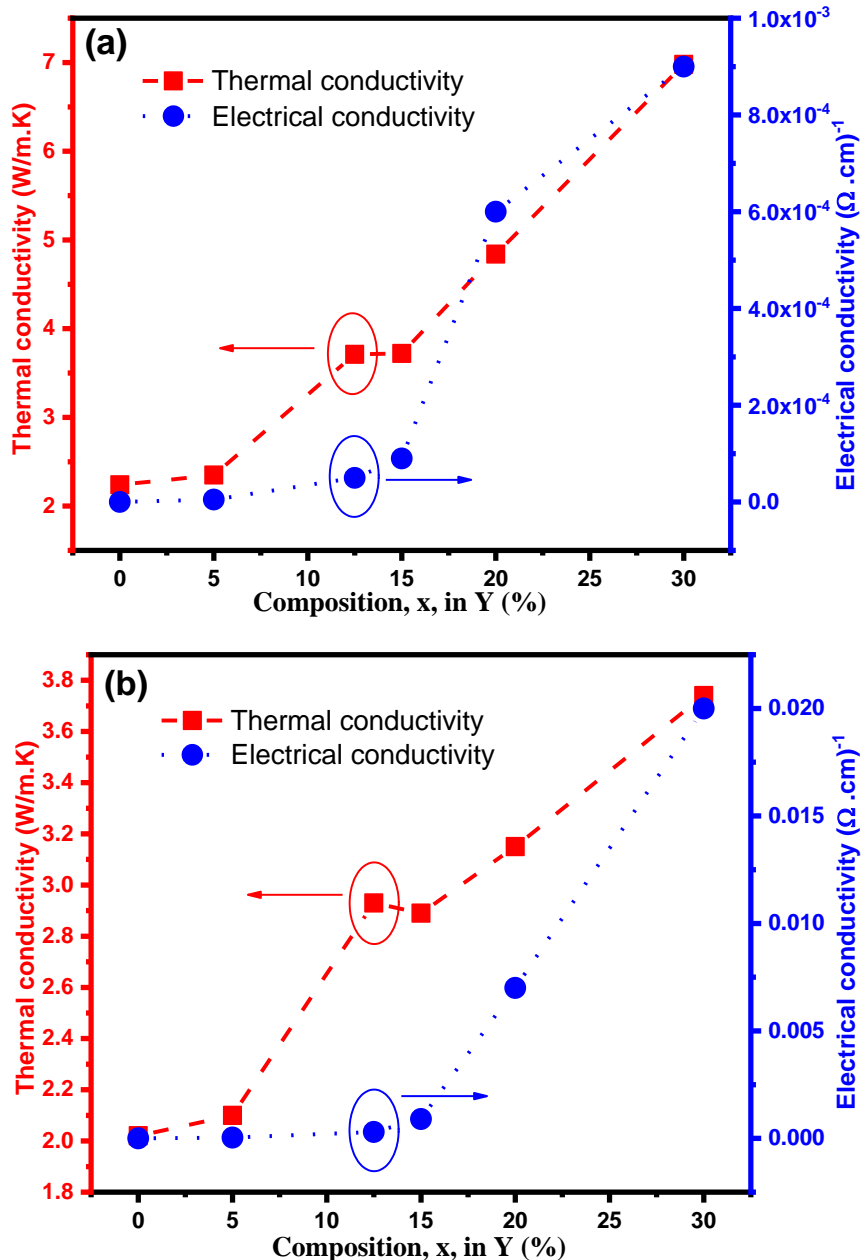 (a)
Thermal conductivity
Electrical conductivity
Thermal conductivity (W/m.K)
7
6
5
4
3
2
Electrical conductivity (Ω .cm)-1
1.0x10-3
8.0x10-4
6.0x10-4
4.0x10-4
2.0x10-4
0.0
0 5 10 15 20 25 30
Composition, x, in Y (%)
(b)
Thermal conductivity
Electrical conductivity
Thermal conductivity (W/m.K)
3.8
3.6
3.4
3.2
3.0
2.8
2.6
2.4
2.2
2.0
1.8
Electrical conductivity (Ω .cm)-1
0.020
0.015
0.010
0.005
0.000
0 5 10 15 20 25 30
Composition, x, in Y (%)